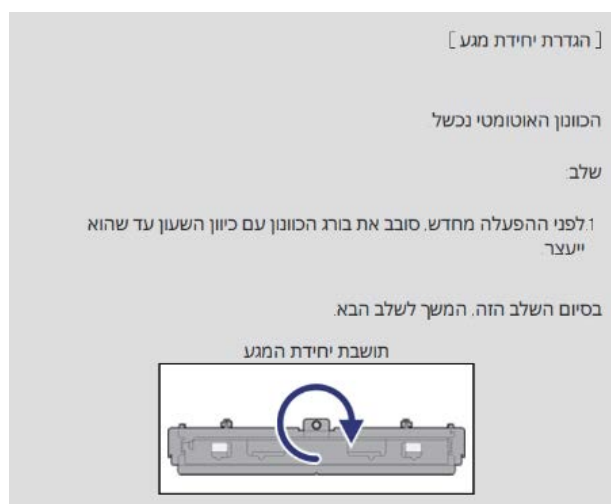 [ הגדרת יחידת מגע ]
הכוונון האוטומטי נכשל
שלב:
1.לפני ההפעלה מחדש, סובב את בורג הכוונון עם כיוון השעון עד שהוא
ייעצר.
בסיום השלב הזה, המשך לשלב הבא.
תושבת יחידת המגע